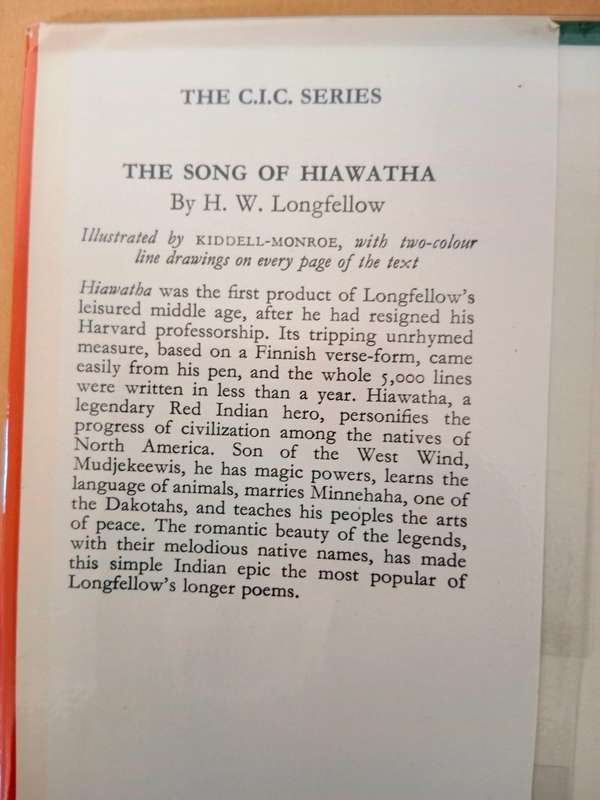 THE C.I.C. SERIES
THE SONG OF HIAWATHA
By H. W. Longfellow
Illustrated by KIDDELL-MONROE, with two-colour
line drawings on every page of the text
Hiawatha was the first product of Longfellow's
leisured middle age, after he had resigned his
Harvard professorship. Its tripping unrhymed
measure, based on a Finnish verse-form, came
easily from his pen, and the whole 5,000 lines
were written in less than a year. Hiawatha, a
legendary Red Indian hero, personifies the
progress of civilization among the natives of
North America. Son of the West Wind,
Mudjekeewis, he has magic powers, learns the
language of animals, marries Minnehaha, one of
the Dakotahs, and teaches his peoples the arts
of peace. The romantic beauty of the legends,
with their melodious native names, has made
this simple Indian epic the most popular of
Longfellow's longer poems.